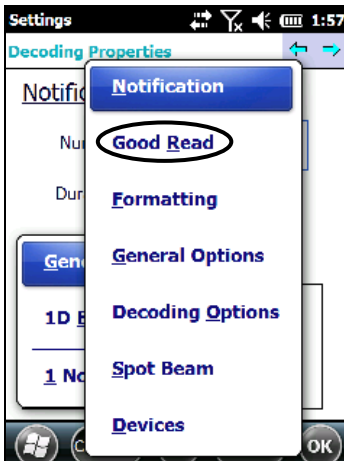 Settings 1:57
Decoding Properties
Notific
Notification
Nu
Good Read
Dur
Formatting
Gen
General Options
1D
Decoding Options
1 No
Spot Beam
Devices
OK